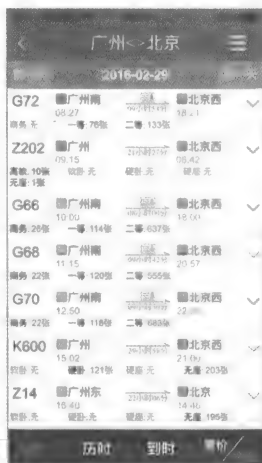 广州<>北京
2016-02-29
G72 广州南 北京西
08:27
商务:无 一等:76张 二等:133张
Z202 广州 北京西
09:15 06:42
高软:10张 软卧:无 硬卧:无 硬座:无
无座:1张
G66 广州南 北京西
10:00 18:00
商务:26张 一等:114张 二等:637张
G68 广州南 北京西
11:15 20:57
商务:22张 一等:120张 二等:555张
G70 广州南 北京西
12:50
商务:22张 一等:118张 二等:683张
K600 广州 北京西
15:02
软卧:无 硬卧:121张 硬座:无 无座:203张
Z14 广州东 北京
16:40
软卧:无 硬卧:无 硬座:无 无座:195张
历时 到时 票价